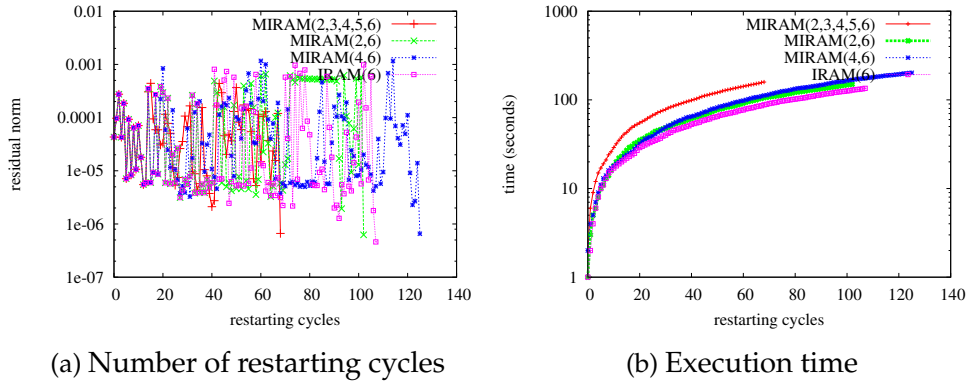 0.01
0.001
0.0001
1e-05
1e-06
1e-07
residual norm
MIRAM(2,3,4,5,6)
MIRAM(2,6)
MIRAM(4,6)
IRAM(6)
0 20 40 60 80 100 120 140
restarting cycles
(a) Number of restarting cycles
1000
100
10
1
time (seconds)
MIRAM(2,3,4,5,6)
MIRAM(2,6)
MIRAM(4,6)
IRAM(6)
0 20 40 60 80 100 120 140
restarting cycles
(b) Execution time